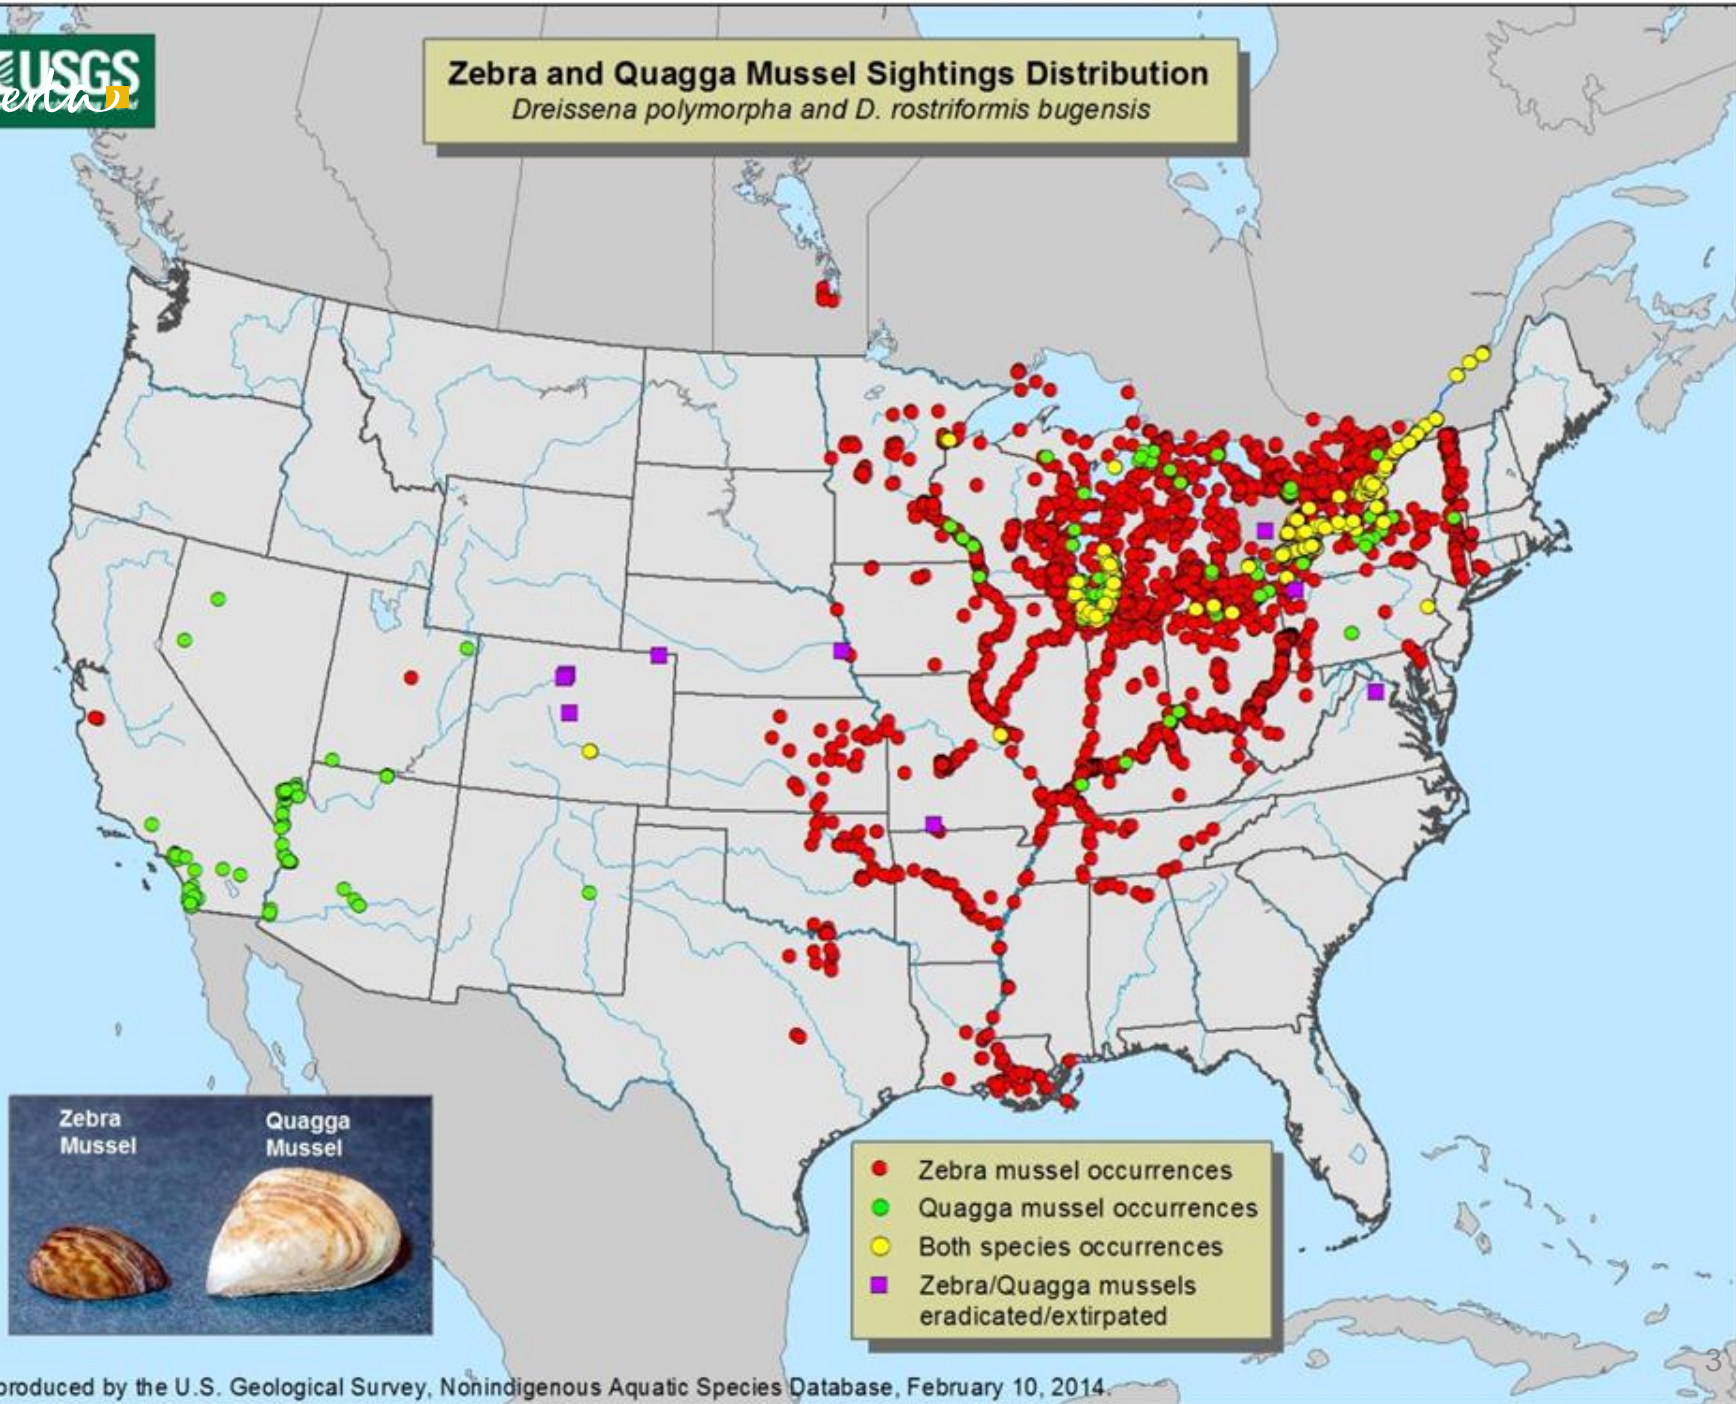 USGS
Zebra and Quagga Mussel Sightings Distribution
Dreissena polymorpha and D. rostriformis bugensis
Zebra
Mussel
Quagga
Mussel
Zebra mussel occurrences
Quagga mussel occurrences
Both species occurrences
Zebra/Quagga mussels
eradicated/extirpated
3
produced by the U.S. Geological Survey, Nonindigenous Aquatic Species Database, February 10, 2014.